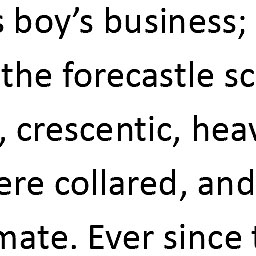 s boy’s business;
the forecastle sc
, crescentic, heav
ere collared, and
mate. Ever since t